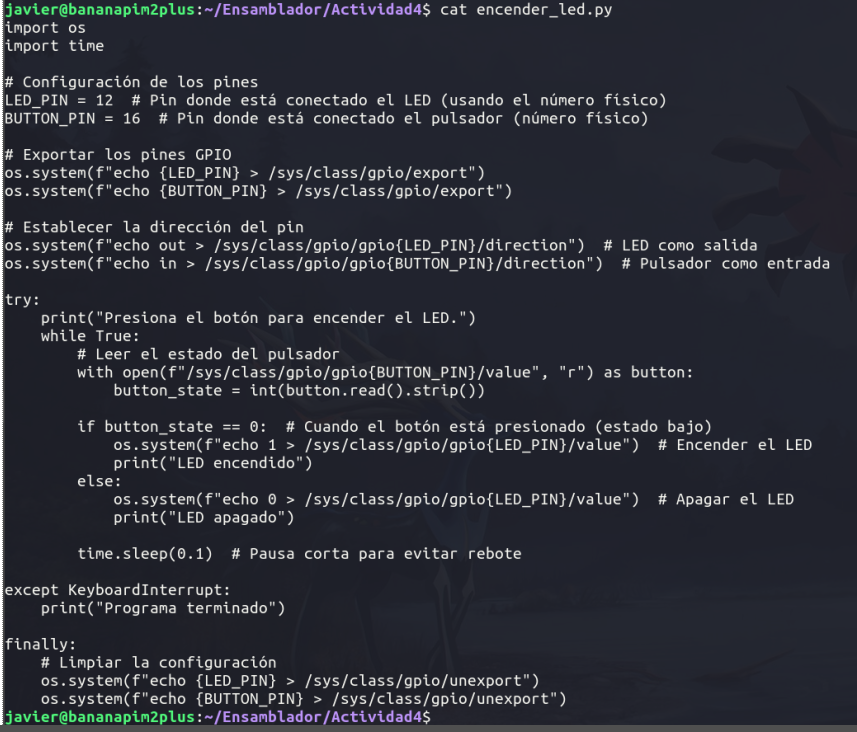 javier@bananapim2plus:~/Ensamblador/Actividad4$ cat encender_led.py
import os
import time

# Configuración de los pines
LED_PIN = 12  # Pin donde está conectado el LED (usando el número físico)
BUTTON_PIN = 16  # Pin donde está conectado el pulsador (número físico)

# Exportar los pines GPIO
os.system(f"echo {LED_PIN} > /sys/class/gpio/export")
os.system(f"echo {BUTTON_PIN} > /sys/class/gpio/export")

# Establecer la dirección del pin
os.system(f"echo out > /sys/class/gpio/gpio{LED_PIN}/direction")  # LED como salida
os.system(f"echo in > /sys/class/gpio/gpio{BUTTON_PIN}/direction")  # Pulsador como entrada

try:
    print("Presiona el botón para encender el LED.")
    while True:
        # Leer el estado del pulsador
        with open(f"/sys/class/gpio/gpio{BUTTON_PIN}/value", "r") as button:
            button_state = int(button.read().strip())

        if button_state == 0:  # Cuando el botón está presionado (estado bajo)
            os.system(f"echo 1 > /sys/class/gpio/gpio{LED_PIN}/value")  # Encender el LED
            print("LED encendido")
        else:
            os.system(f"echo 0 > /sys/class/gpio/gpio{LED_PIN}/value")  # Apagar el LED
            print("LED apagado")

        time.sleep(0.1)  # Pausa corta para evitar rebote

except KeyboardInterrupt:
    print("Programa terminado")

finally:
    # Limpiar la configuración
    os.system(f"echo {LED_PIN} > /sys/class/gpio/unexport")
    os.system(f"echo {BUTTON_PIN} > /sys/class/gpio/unexport")
javier@bananapim2plus:~/Ensamblador/Actividad4$